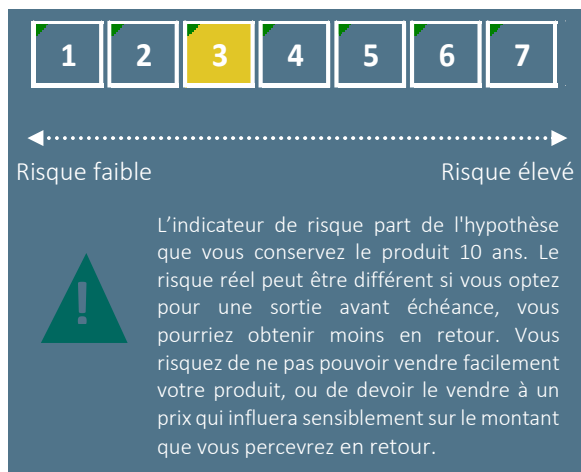 1 2 3 4 5 6 7
Risque faible Risque élevé
L’indicateur de risque part de l'hypothèse
que vous conservez le produit 10 ans. Le
risque réel peut être différent si vous optez
pour une sortie avant échéance, vous
pourriez obtenir moins en retour. Vous
risquez de ne pas pouvoir vendre facilement
votre produit, ou de devoir le vendre à un
prix qui influera sensiblement sur le montant
que vous percevrez en retour.
!